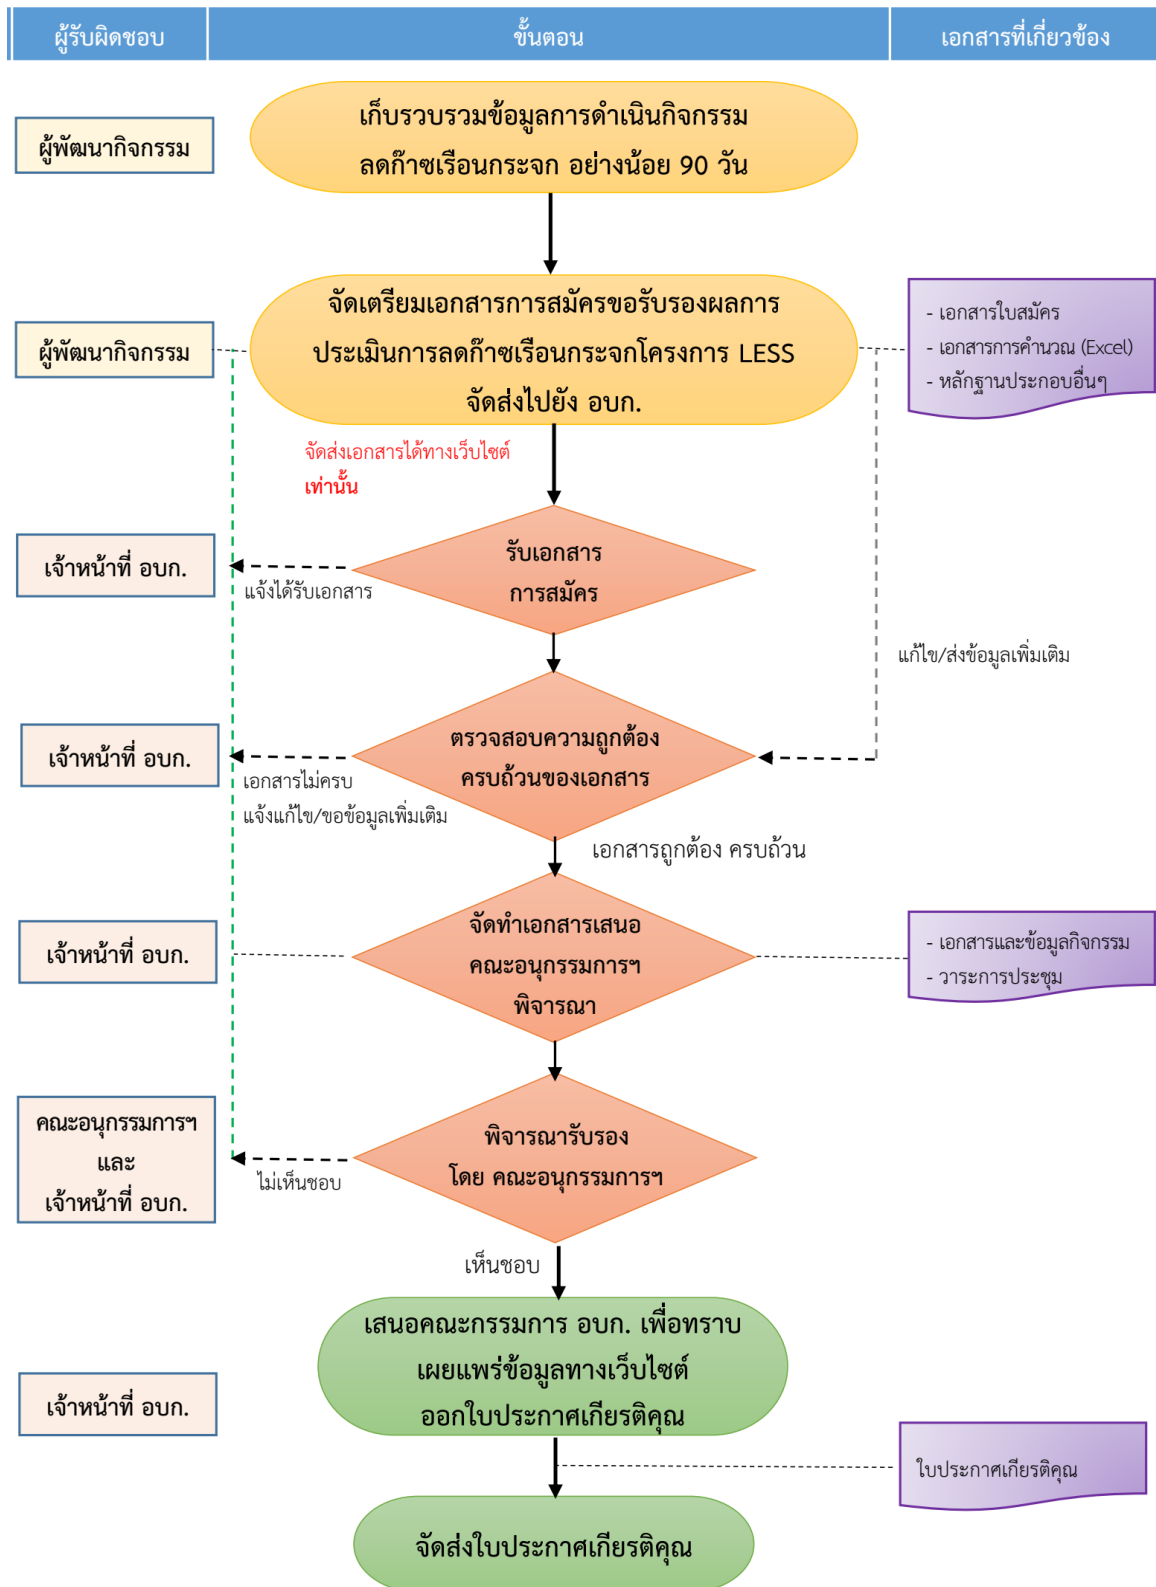 ผู้รับผิดชอบ
ขั้นตอน
เอกสารที่เกี่ยวข้อง
ผู้พัฒนากิจกรรม
เก็บรวบรวมข้อมูลการดำเนินกิจกรรม
ลดก๊าซเรือนกระจก อย่างน้อย 90 วัน
ผู้พัฒนากิจกรรม
จัดเตรียมเอกสารการสมัครขอรับรองผลการ
ประเมินการลดก๊าซเรือนกระจกโครงการ LESS
จัดส่งไปยัง อบก.
- เอกสารใบสมัคร
- เอกสารการคำนวณ (Excel)
- หลักฐานประกอบอื่นๆ
จัดส่งเอกสารได้ทางเว็บไซต์
เท่านั้น
เจ้าหน้าที่ อบก.
รับเอกสาร
การสมัคร
แจ้งได้รับเอกสาร
แก้ไข/ส่งข้อมูลเพิ่มเติม
เจ้าหน้าที่ อบก.
ตรวจสอบความถูกต้อง
ครบถ้วนของเอกสาร
เอกสารไม่ครบ
แจ้งแก้ไข/ขอข้อมูลเพิ่มเติม
เอกสารถูกต้อง ครบถ้วน
เจ้าหน้าที่ อบก.
จัดทำเอกสารเสนอ
คณะอนุกรรมการฯ
พิจารณา
- เอกสารและข้อมูลกิจกรรม
- วาระการประชุม
คณะอนุกรรมการฯ
และ
เจ้าหน้าที่ อบก.
พิจารณารับรอง
โดย คณะอนุกรรมการฯ
ไม่เห็นชอบ
เห็นชอบ
เจ้าหน้าที่ อบก.
เสนอคณะกรรมการ อบก. เพื่อทราบ
เผยแพร่ข้อมูลทางเว็บไซต์
ออกใบประกาศเกียรติคุณ
ใบประกาศเกียรติคุณ
จัดส่งใบประกาศเกียรติคุณ